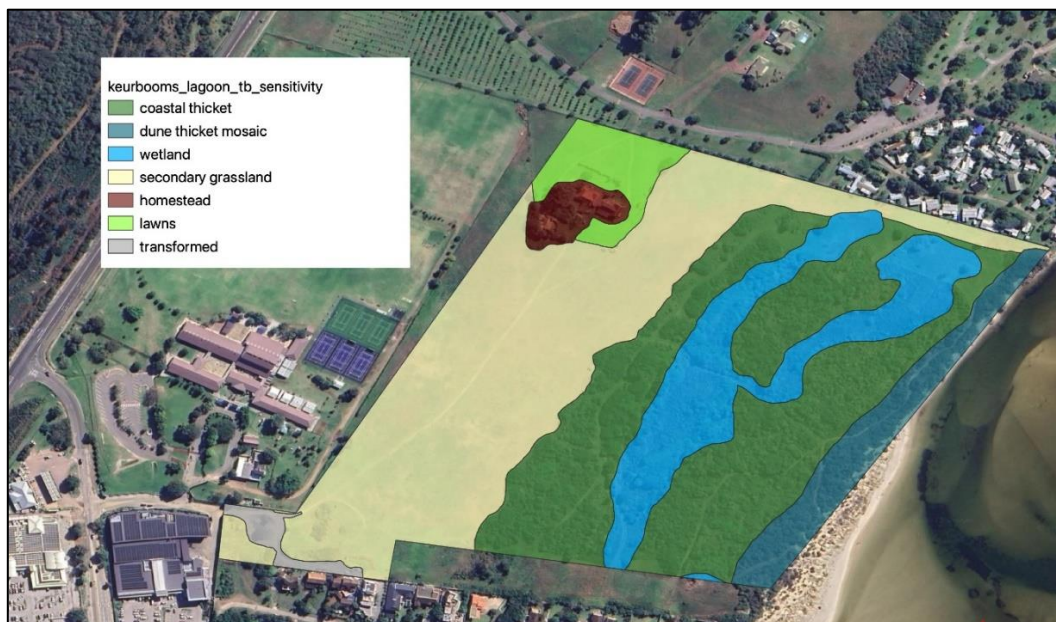 keurbooms_lagoon_tb_sensitivity
coastal thicket
dune thicket mosaic
wetland
secondary grassland
homestead
lawns
transformed